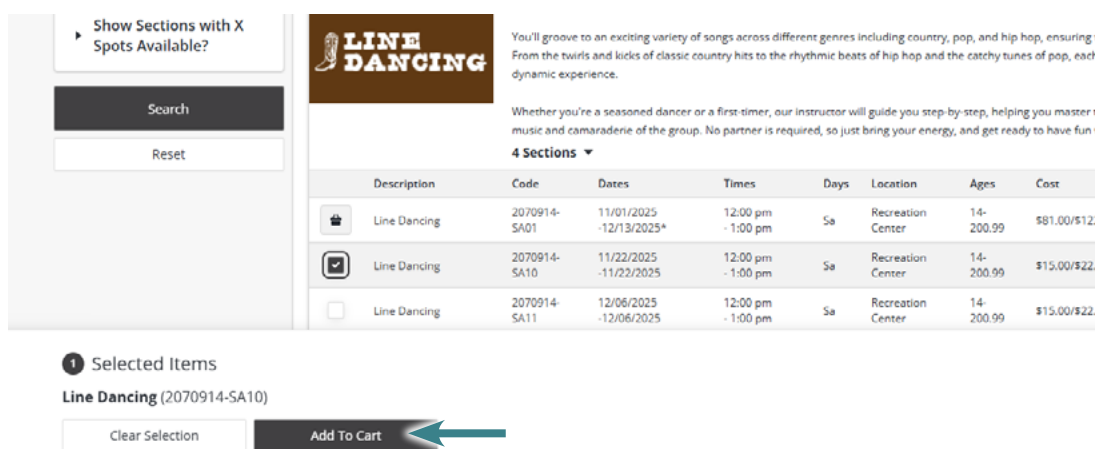 Show Sections with X
Spots Available?
Search
Reset
LINE
DANCING
You'll groove to an exciting variety of songs across different genres including country, pop, and hip hop, ensuring
From the twirls and kicks of classic country hits to the rhythmic beats of hip hop and the catchy tunes of pop, each
dynamic experience.
Whether you're a seasoned dancer or a first-timer, our instructor will guide you step-by-step, helping you master
music and camaraderie of the group. No partner is required, so just bring your energy, and get ready to have fun
4 Sections
Description Code Dates Times Days Location Ages Cost
Line Dancing 2070914-SA01 11/01/2025 -12/13/2025* 12:00 pm - 1:00 pm Sa Recreation Center 14-200.99 $81.00/$12.
Line Dancing 2070914-SA10 11/22/2025 -11/22/2025 12:00 pm - 1:00 pm Sa Recreation Center 14-200.99 $15.00/$22.
Line Dancing 2070914-SA11 12/06/2025 -12/06/2025 12:00 pm - 1:00 pm Sa Recreation Center 14-200.99 $15.00/$22.
1 Selected Items
Line Dancing (2070914-SA10)
Clear Selection
Add To Cart